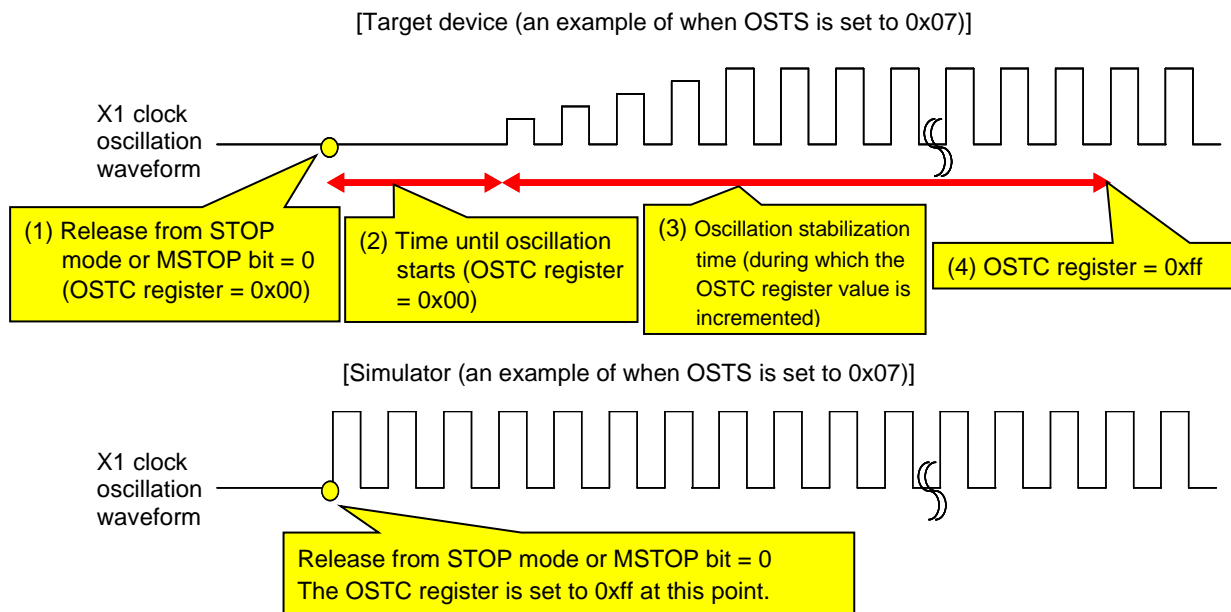 [Target device (an example of when OSTS is set to 0x07)]
X1 clock
oscillation
waveform
(1) Release from STOP
mode or MSTOP bit = 0
(OSTC register = 0x00)
(2) Time until oscillation
starts (OSTC register
= 0x00)
(3) Oscillation stabilization
time (during which the
OSTC register value is
incremented)
(4) OSTC register = 0xff
[Simulator (an example of when OSTS is set to 0x07)]
X1 clock
oscillation
waveform
Release from STOP mode or MSTOP bit = 0
The OSTC register is set to 0xff at this point.